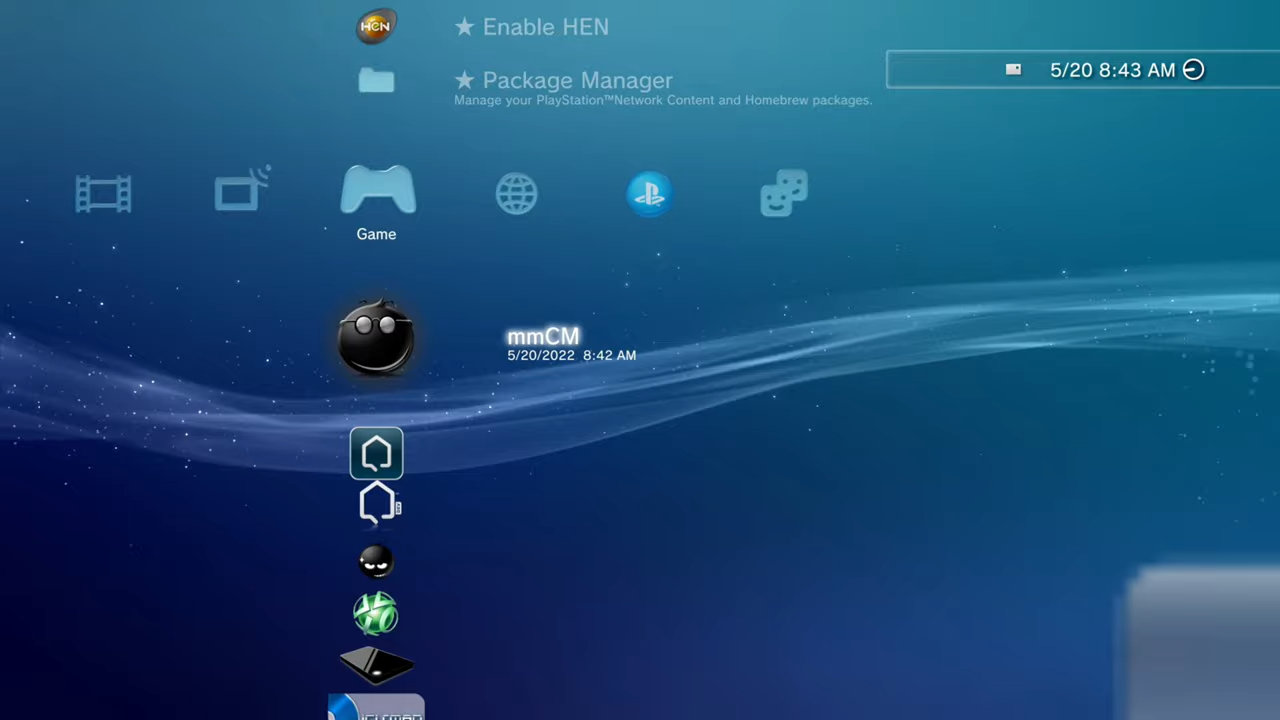 HEN
★ Enable HEN
★ Package Manager
Manage your PlayStation™Network Content and Homebrew packages.
5/20 8:43 AM
Game
mmCM
5/20/2022 8:42 AM